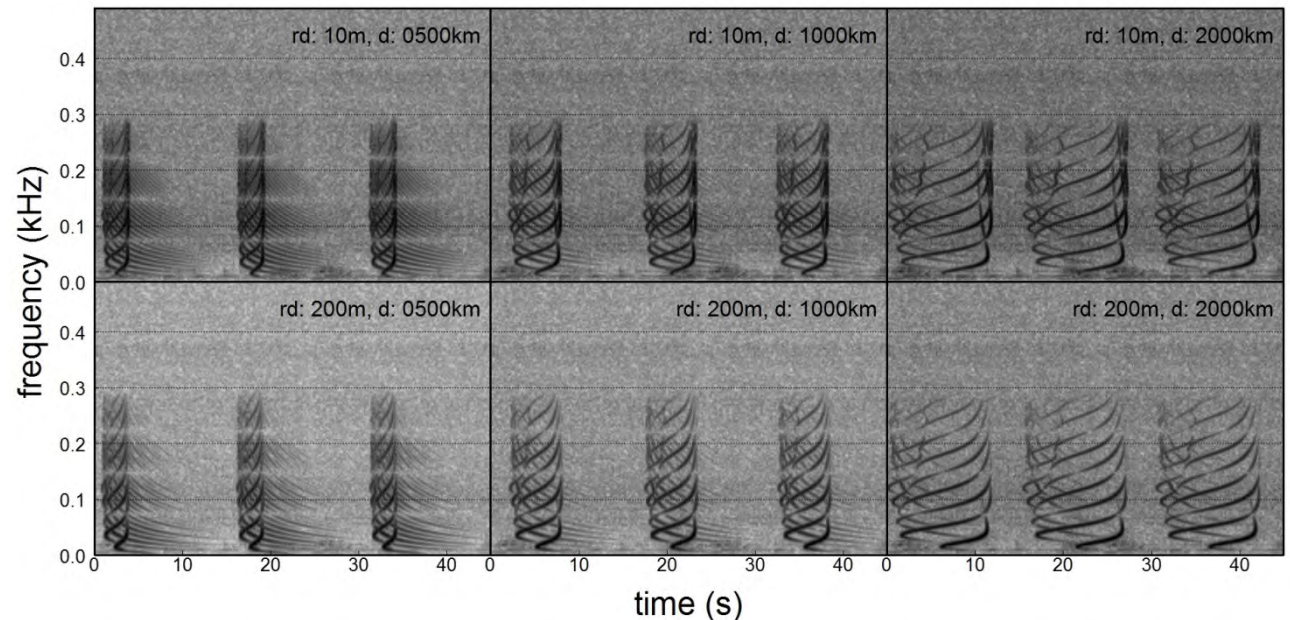 rd: 10m, d: 0500km
rd: 10m, d: 1000km
rd: 10m, d: 2000km
0.4
0.3
0.2
0.1
0.0
frequency (kHz)
rd: 200m, d: 0500km
rd: 200m, d: 1000km
rd: 200m, d: 2000km
0.4
0.3
0.2
0.1
0.0
0 10 20 30 40 0 10 20 30 40 0 10 20 30 40
time (s)